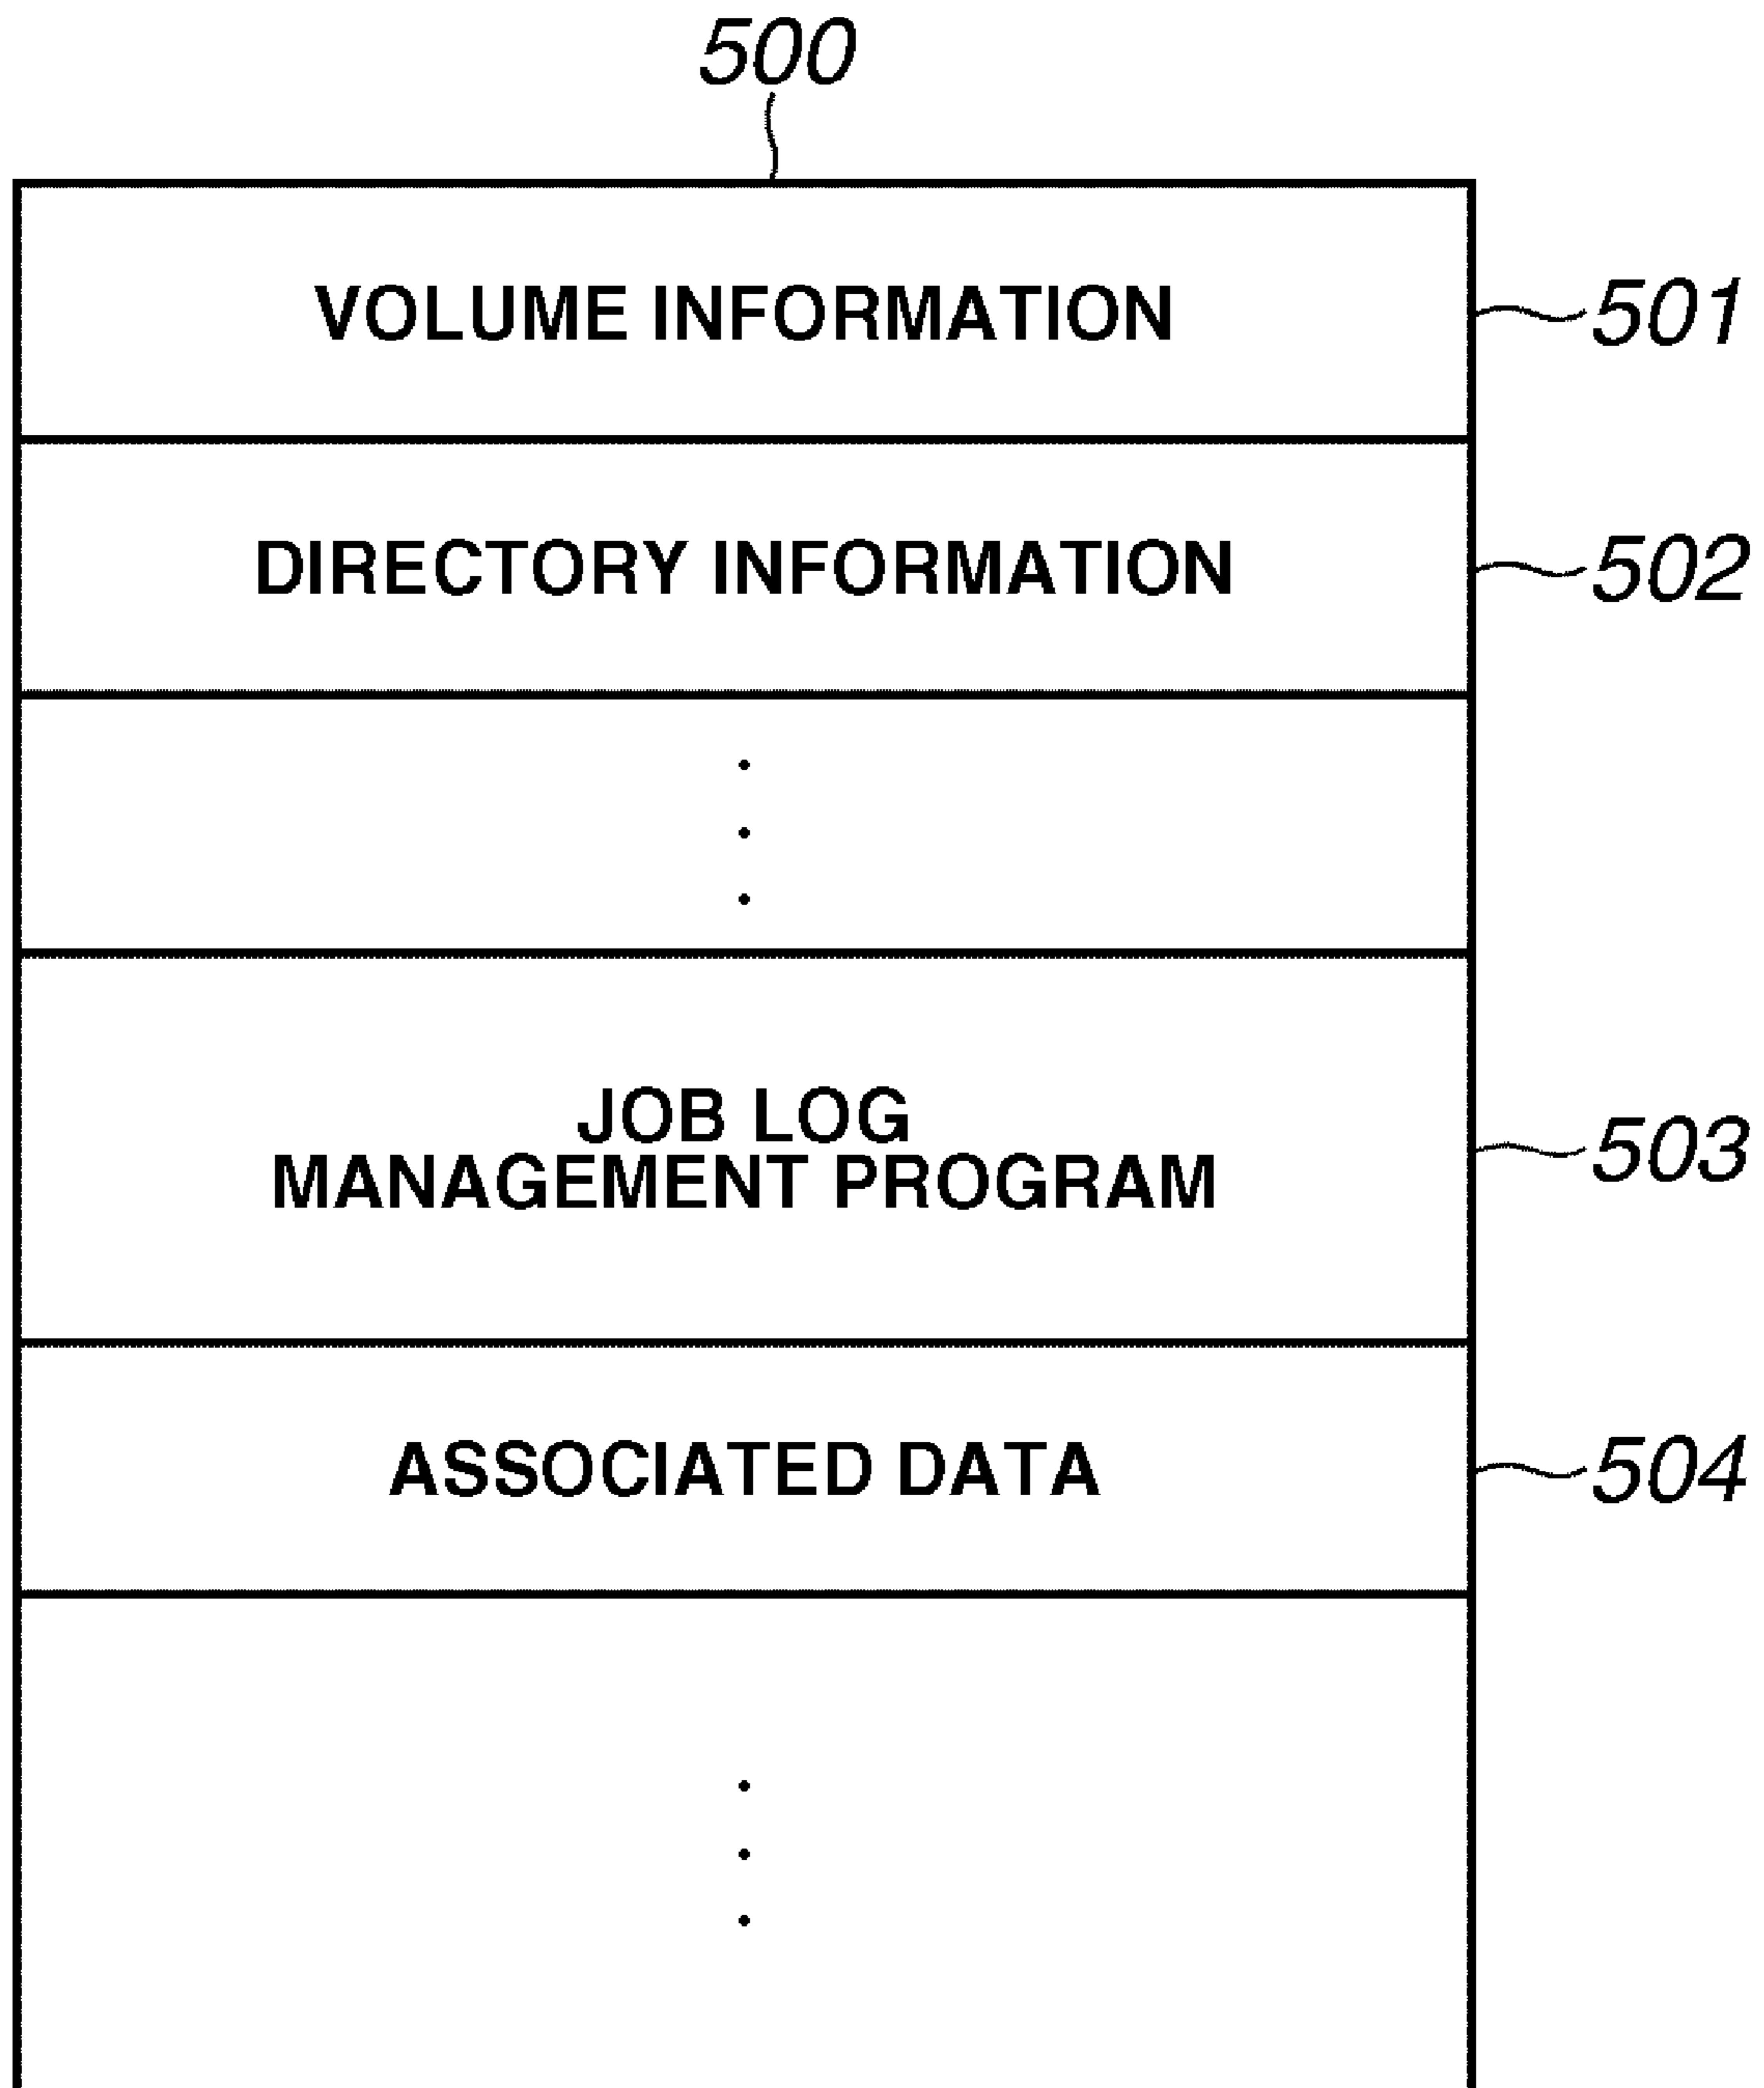 500
VOLUME INFORMATION
501
DIRECTORY INFORMATION
502
JOB LOG
MANAGEMENT PROGRAM
503
ASSOCIATED DATA
504